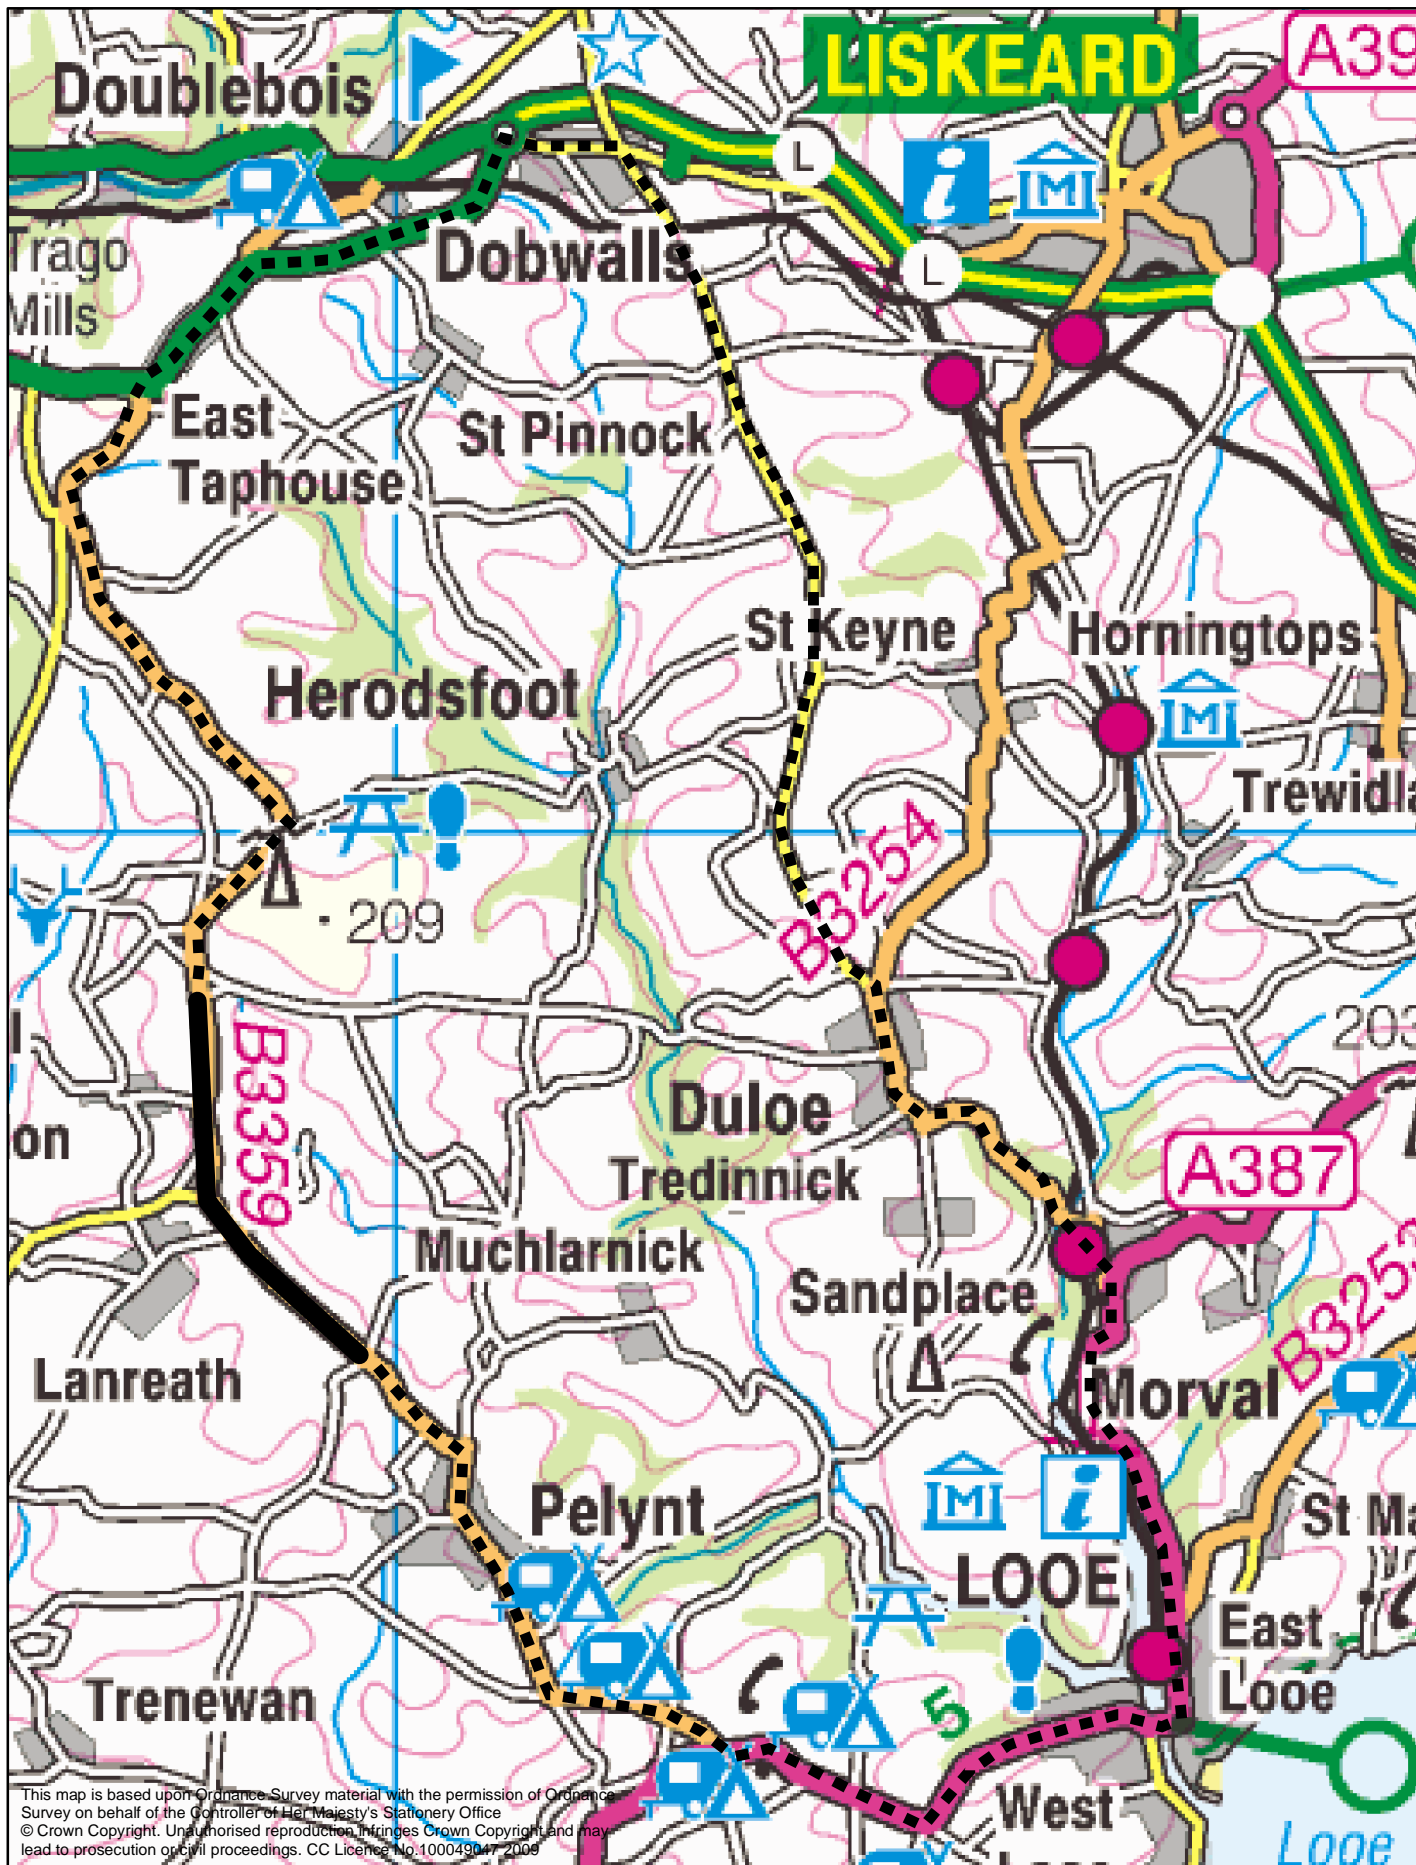 LISKEARD
A39
Doublebois
L
Trago
Mills
Dobwalls
L
East
Taphouse
St Pinnock
St Keyne
Horningtops
Herodsfoot
Trewidla
B3254
209
203
B3359
Duloe
on
Tredinnick
A387
Muchlarnick
Sandplace
B3253
Lanreath
Morval
Pelynt
St Ma
LOOE
East
Looe
5
Trenewan
West
Looe
Looe
This map is based upon Ordnance Survey material with the permission of Ordnance
Survey on behalf of the Controller of Her Majesty's Stationery Office
© Crown Copyright. Unauthorised reproduction infringes Crown Copyright and may
lead to prosecution or civil proceedings. CC Licence No.100049047 2009